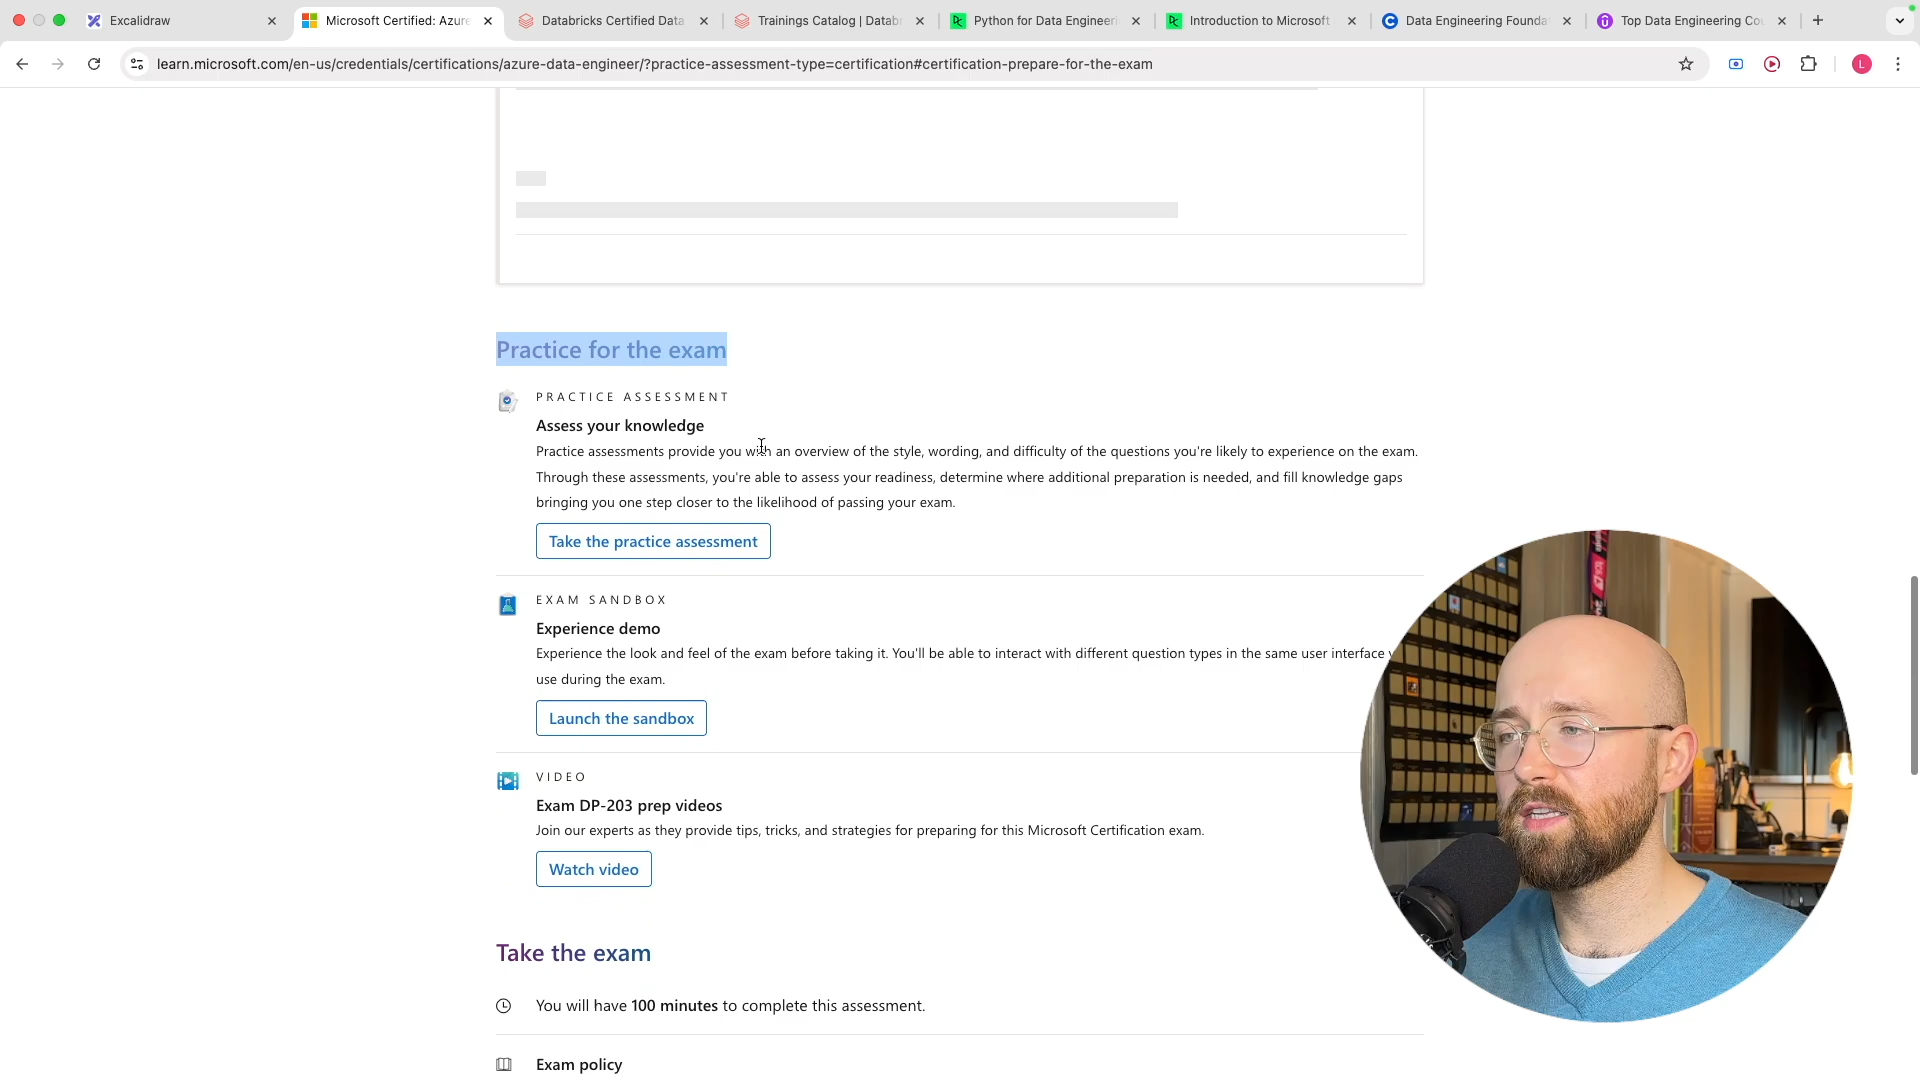 Excalidraw
Microsoft Certified: Azure
Databricks Certified Data
Trainings Catalog | Datab
Python for Data Engineeri
Introduction to Microsoft
Data Engineering Founda
Top Data Engineering Co
learn.microsoft.com/en-us/credentials/certifications/azure-data-engineer/?practice-assessment-type=certification#certification-prepare-for-the-exam
L
Practice for the exam
PRACTICE ASSESSMENT
Assess your knowledge
Practice assessments provide you with an overview of the style, wording, and difficulty of the questions you're likely to experience on the exam.
Through these assessments, you're able to assess your readiness, determine where additional preparation is needed, and fill knowledge gaps
bringing you one step closer to the likelihood of passing your exam.
Take the practice assessment
EXAM SANDBOX
Experience demo
Experience the look and feel of the exam before taking it. You'll be able to interact with different question types in the same user interface
use during the exam.
Launch the sandbox
VIDEO
Exam DP-203 prep videos
Join our experts as they provide tips, tricks, and strategies for preparing for this Microsoft Certification exam.
Watch video
Take the exam
You will have 100 minutes to complete this assessment.
Exam policy